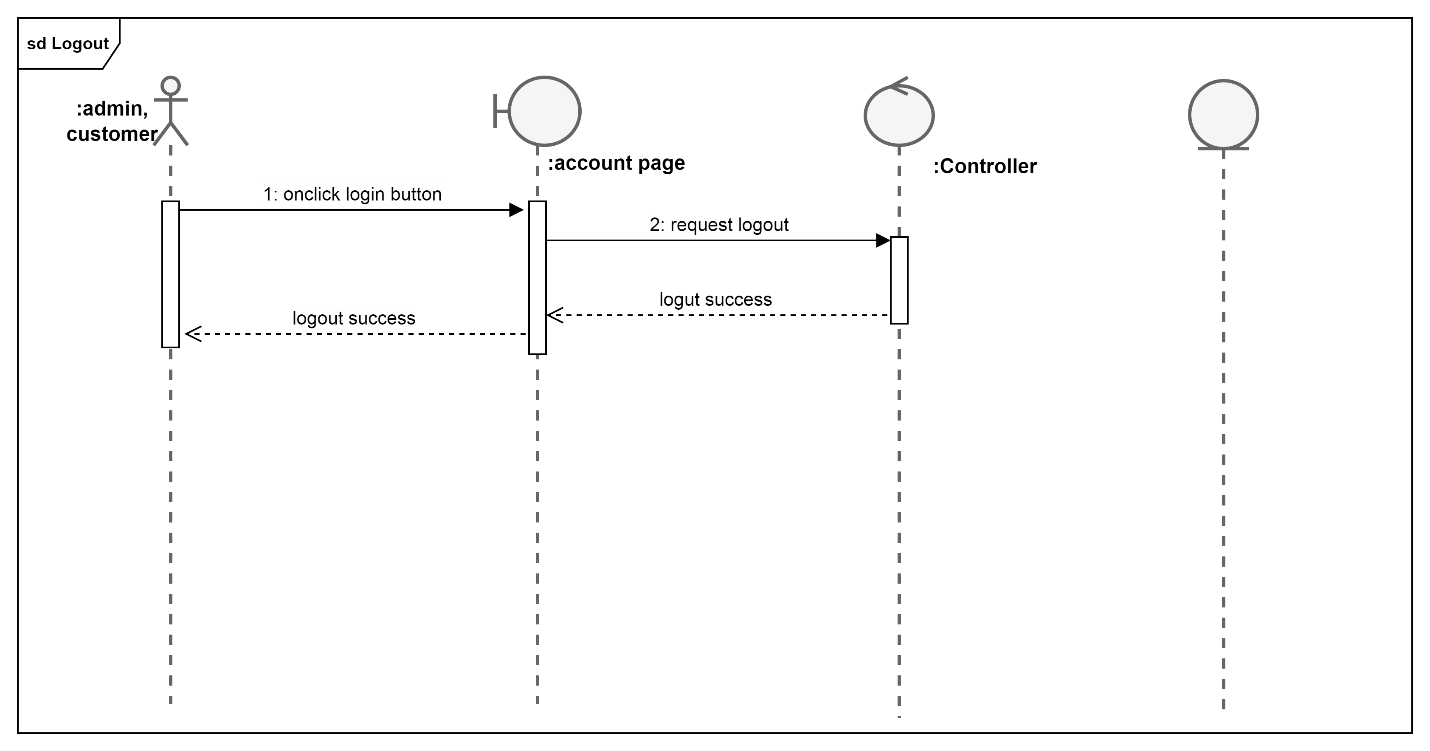 sd Logout
:admin,
customer
:account page
:Controller
1: onclick login button
2: request logout
logut success
logout success